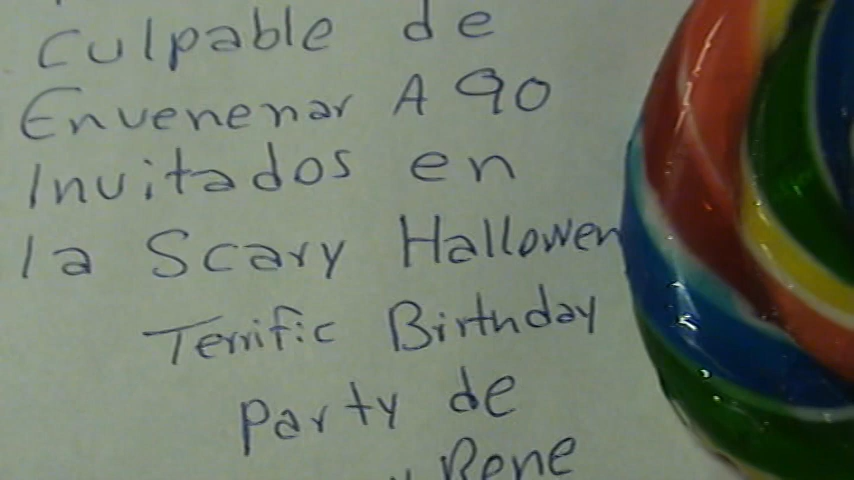 Culpable de
Envenenar A 90
Invitados en
la Scary Hallowen
Terrific Birthday
party de
Rene